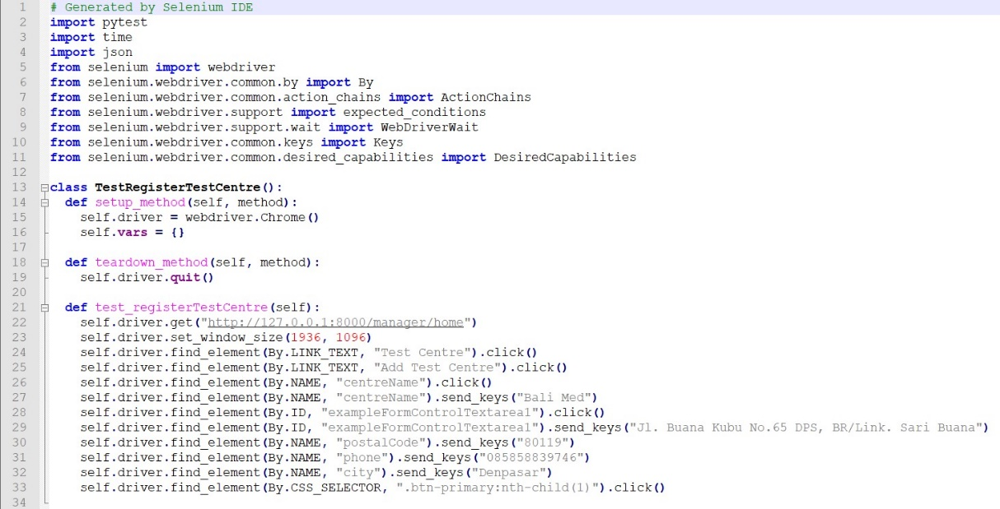 1 # Generated by Selenium IDE
2 import pytest
3 import time
4 import json
5 from selenium import webdriver
6 from selenium.webdriver.common.by import By
7 from selenium.webdriver.common.action_chains import ActionChains
8 from selenium.webdriver.support import expected_conditions
9 from selenium.webdriver.support.wait import WebDriverWait
10 from selenium.webdriver.common.keys import Keys
11 from selenium.webdriver.common.desired_capabilities import DesiredCapabilities
12
13 class TestRegisterTestCentre():
14   def setup_method(self, method):
15     self.driver = webdriver.Chrome()
16     self.vars = {}
17
18   def teardown_method(self, method):
19     self.driver.quit()
20
21   def test_registerTestCentre(self):
22     self.driver.get("http://127.0.0.1:8000/manager/home")
23     self.driver.set_window_size(1936, 1096)
24     self.driver.find_element(By.LINK_TEXT, "Test Centre").click()
25     self.driver.find_element(By.LINK_TEXT, "Add Test Centre").click()
26     self.driver.find_element(By.NAME, "centreName").click()
27     self.driver.find_element(By.NAME, "centreName").send_keys("Bali Med")
28     self.driver.find_element(By.ID, "exampleFormControlTextarea1").click()
29     self.driver.find_element(By.ID, "exampleFormControlTextarea1").send_keys("Jl. Buana Kubu No.65 DPS, BR/Link. Sari Buana")
30     self.driver.find_element(By.NAME, "postalCode").send_keys("80119")
31     self.driver.find_element(By.NAME, "phone").send_keys("085858839746")
32     self.driver.find_element(By.NAME, "city").send_keys("Denpasar")
33     self.driver.find_element(By.CSS_SELECTOR, ".btn-primary:nth-child(1)").click()
34